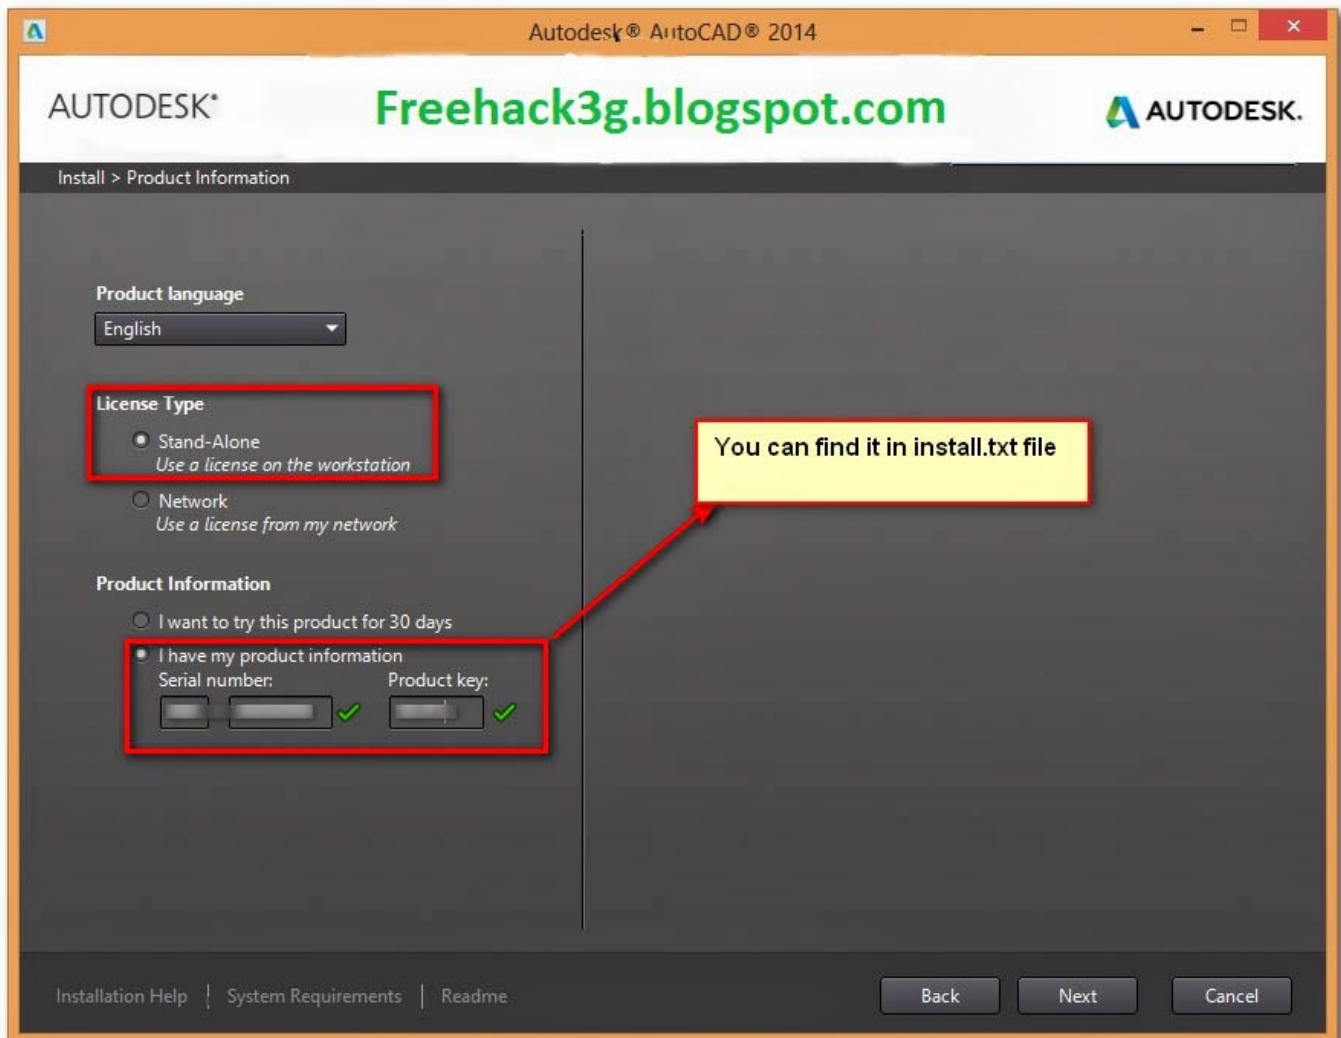 Autodesk® AutoCAD® 2014
AUTODESK®
Freehack3g.blogspot.com
AUTODESK.
Install > Product Information
Product language
English
License Type
Stand-Alone
Use a license on the workstation
Network
Use a license from my network
You can find it in install.txt file
Product Information
I want to try this product for 30 days
I have my product information
Serial number: Product key:
Installation Help | System Requirements | Readme
Back Next Cancel